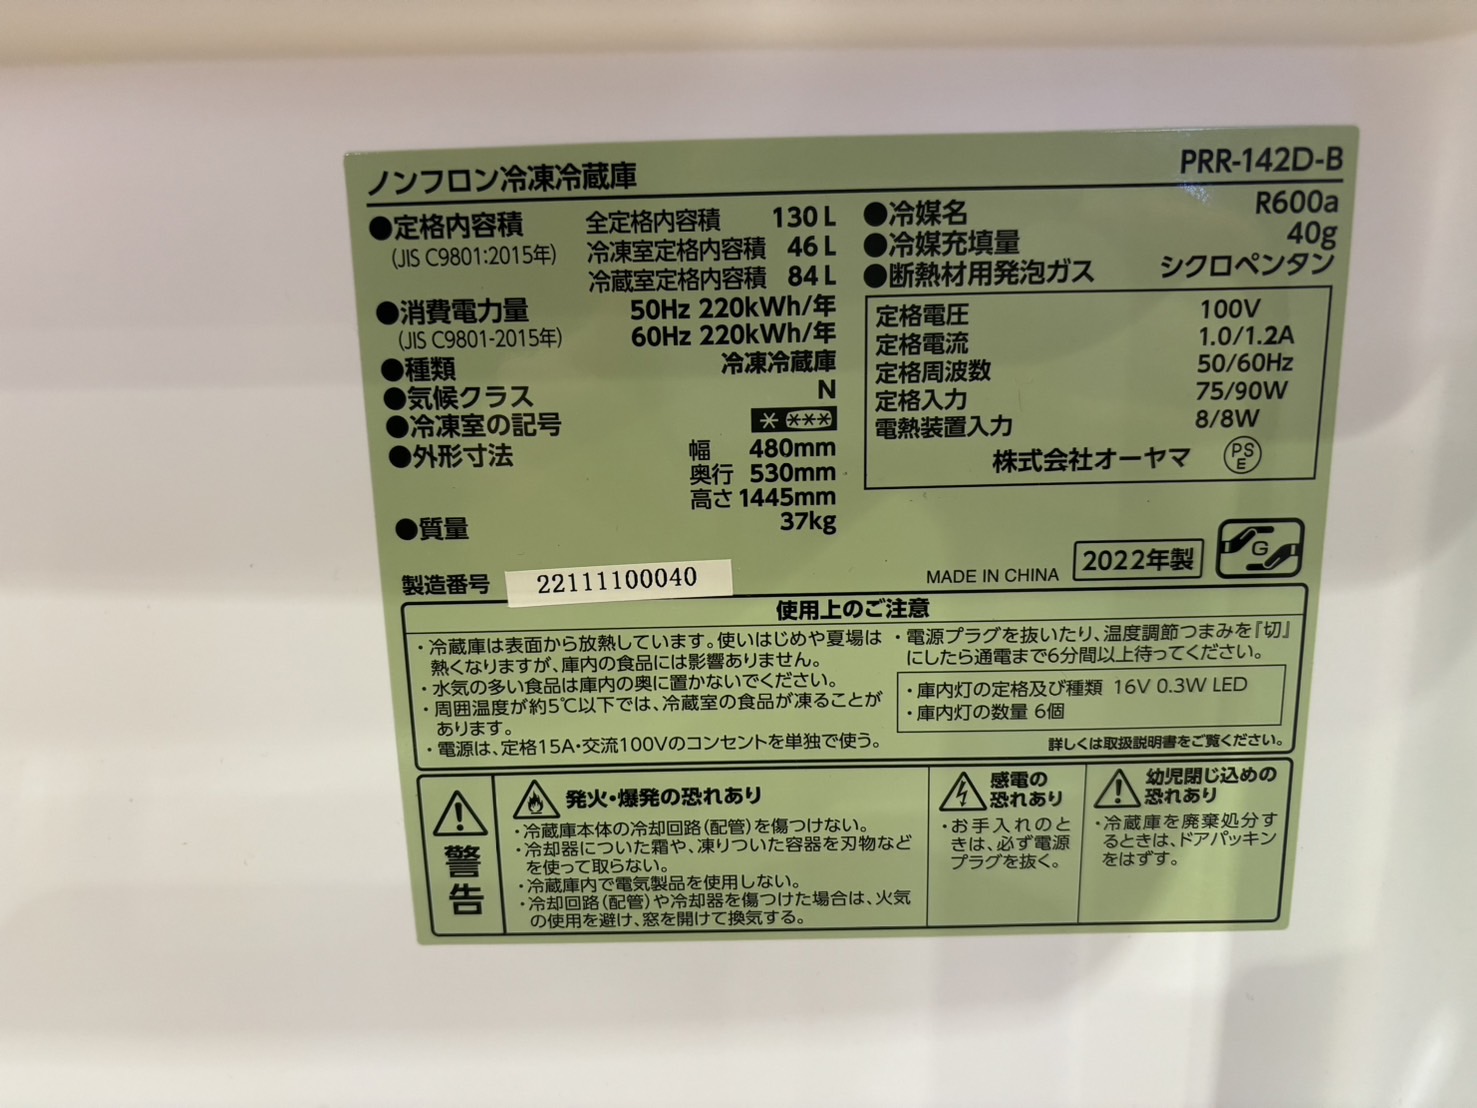 ノンフロン冷凍冷蔵庫
PRR-142D-B
●定格内容積 全定格内容積 130L
(JIS C9801:2015年) 冷凍室定格内容積 46L
冷蔵室定格内容積 84L
●消費電力量 50Hz 220kWh/年
(JIS C9801-2015年) 60Hz 220kWh/年
●種類 冷凍冷蔵庫
●気候クラス N
●冷凍室の記号 * ***
●外形寸法 幅 480mm
奥行 530mm
高さ 1445mm
●質量 37kg
●冷媒名 R600a
●冷媒充填量 40g
●断熱材用発泡ガス シクロペンタン
定格電圧 100V
定格電流 1.0/1.2A
定格周波数 50/60Hz
定格入力 75/90W
電熱装置入力 8/8W
株式会社オーヤマ PSE
製造番号 22111100040
MADE IN CHINA 2022年製 G
使用上のご注意
・冷蔵庫は表面から放熱しています。使いはじめや夏場は
熱くなりますが、庫内の食品には影響ありません。
・水気の多い食品は庫内の奥に置かないでください。
・周囲温度が約5℃以下では、冷蔵室の食品が凍ることが
あります。
・電源は、定格15A・交流100Vのコンセントを単独で使う。
・電源プラグを抜いたり、温度調節つまみを『切』
にしたら通電まで6分間以上待ってください。
・庫内灯の定格及び種類 16V 0.3W LED
・庫内灯の数量 6個
詳しくは取扱説明書をご覧ください。
警告
発火・爆発の恐れあり
・冷蔵庫本体の冷却回路(配管)を傷つけない。
・冷却器についた霜や、凍りついた容器を刃物など
を使って取らない。
・冷蔵庫内で電気製品を使用しない。
・冷却回路(配管)や冷却器を傷つけた場合は、火気
の使用を避け、窓を開けて換気する。
感電の
恐れあり
・お手入れのと
きは、必ず電源
プラグを抜く。
幼児閉じ込めの
恐れあり
・冷蔵庫を廃棄処分す
るときは、ドアパッキン
をはずす。